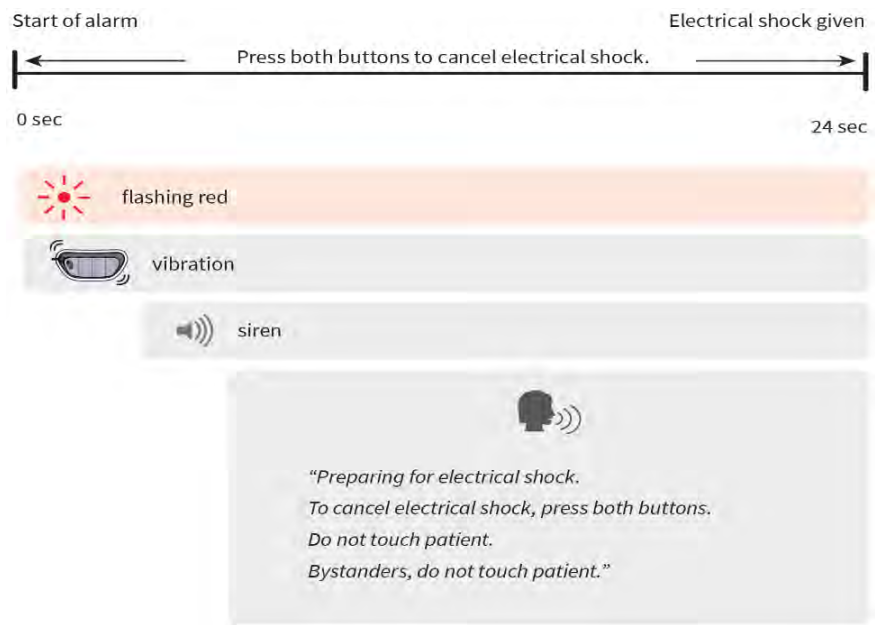 Start of alarm
Electrical shock given
Press both buttons to cancel electrical shock.
0 sec
24 sec
flashing red
vibration
siren
“Preparing for electrical shock.
To cancel electrical shock, press both buttons.
Do not touch patient.
Bystanders, do not touch patient.”